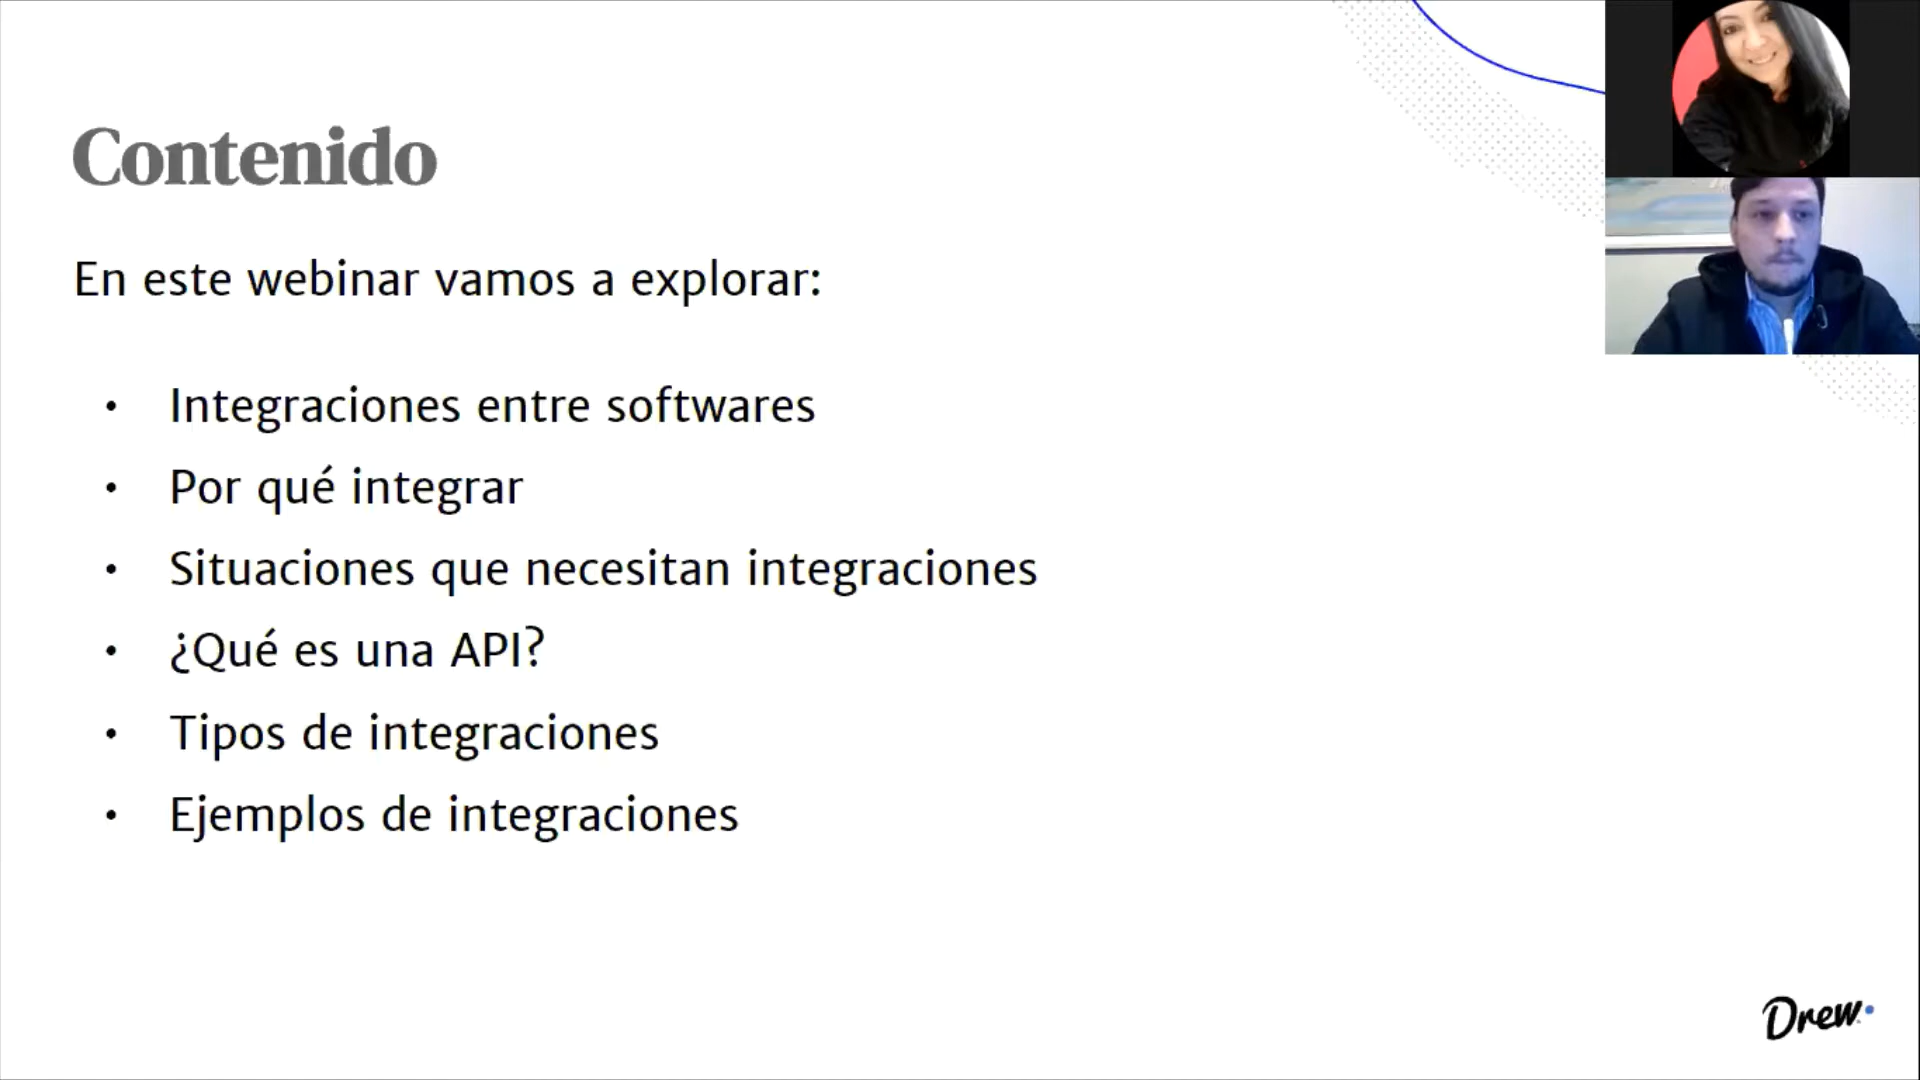 Contenido
En este webinar vamos a explorar:
• Integraciones entre softwares
• Por qué integrar
• Situaciones que necesitan integraciones
• ¿Qué es una API?
• Tipos de integraciones
• Ejemplos de integraciones
Drew